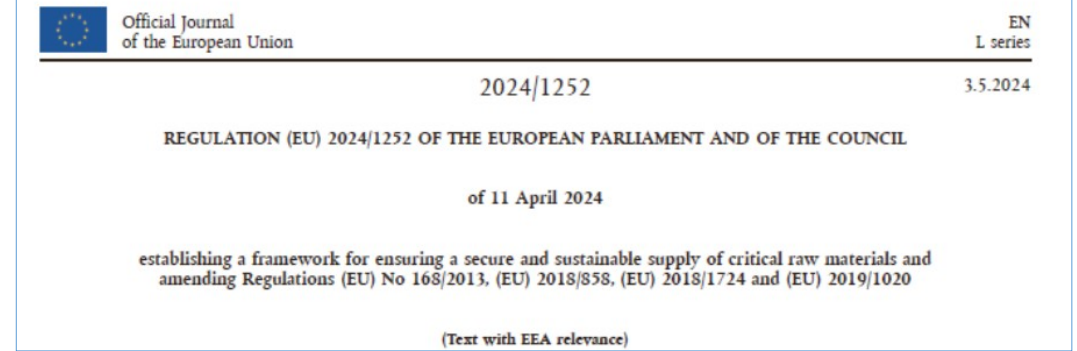 Official Journal
of the European Union
EN
L series
2024/1252
3.5.2024
REGULATION (EU) 2024/1252 OF THE EUROPEAN PARLIAMENT AND OF THE COUNCIL
of 11 April 2024
establishing a framework for ensuring a secure and sustainable supply of critical raw materials and
amending Regulations (EU) No 168/2013, (EU) 2018/858, (EU) 2018/1724 and (EU) 2019/1020
(Text with EEA relevance)